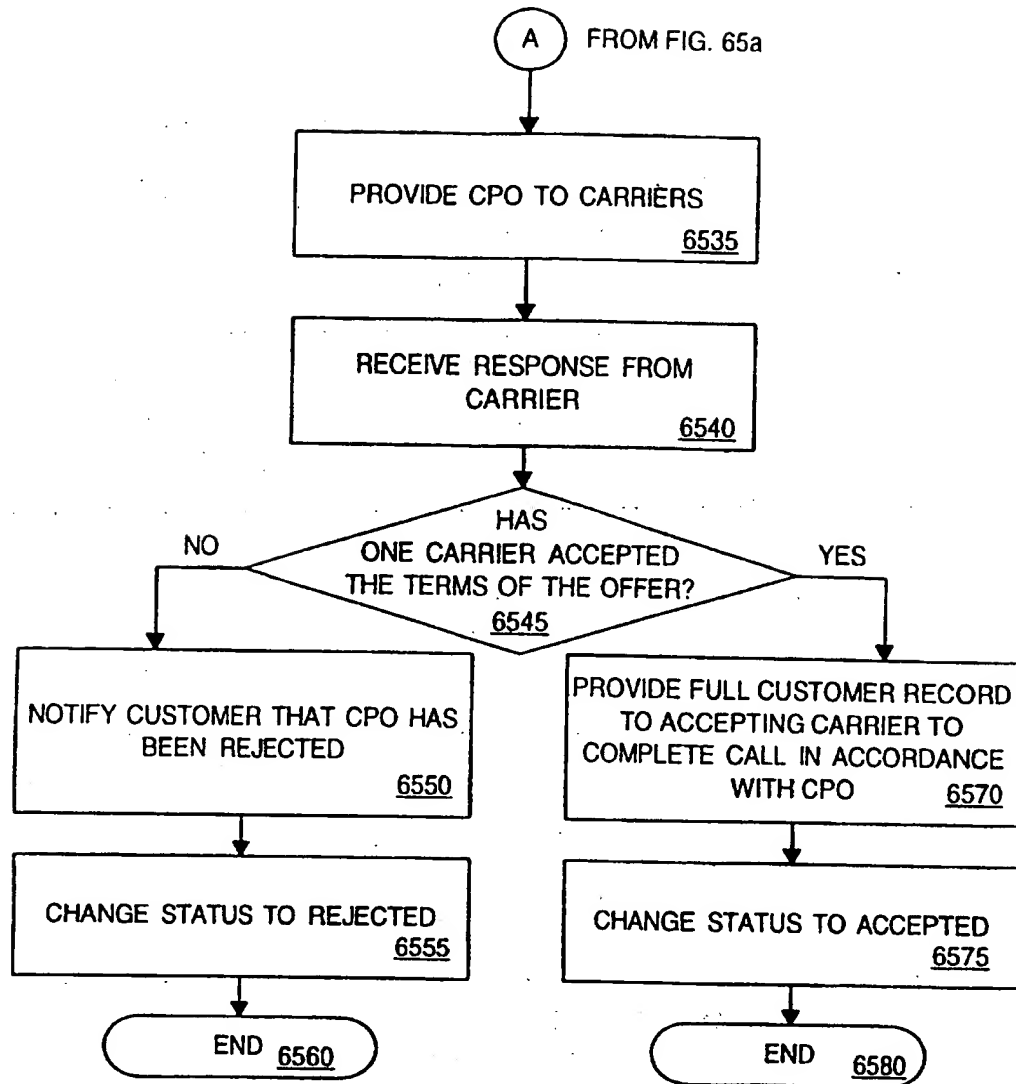 A
FROM FIG. 65a
PROVIDE CPO TO CARRIERS
6535
RECEIVE RESPONSE FROM
CARRIER
6540
HAS
ONE CARRIER ACCEPTED
THE TERMS OF THE OFFER?
6545
NO
YES
NOTIFY CUSTOMER THAT CPO HAS
BEEN REJECTED
6550
PROVIDE FULL CUSTOMER RECORD
TO ACCEPTING CARRIER TO
COMPLETE CALL IN ACCORDANCE
WITH CPO
6570
CHANGE STATUS TO REJECTED
6555
CHANGE STATUS TO ACCEPTED
6575
END 6560
END 6580